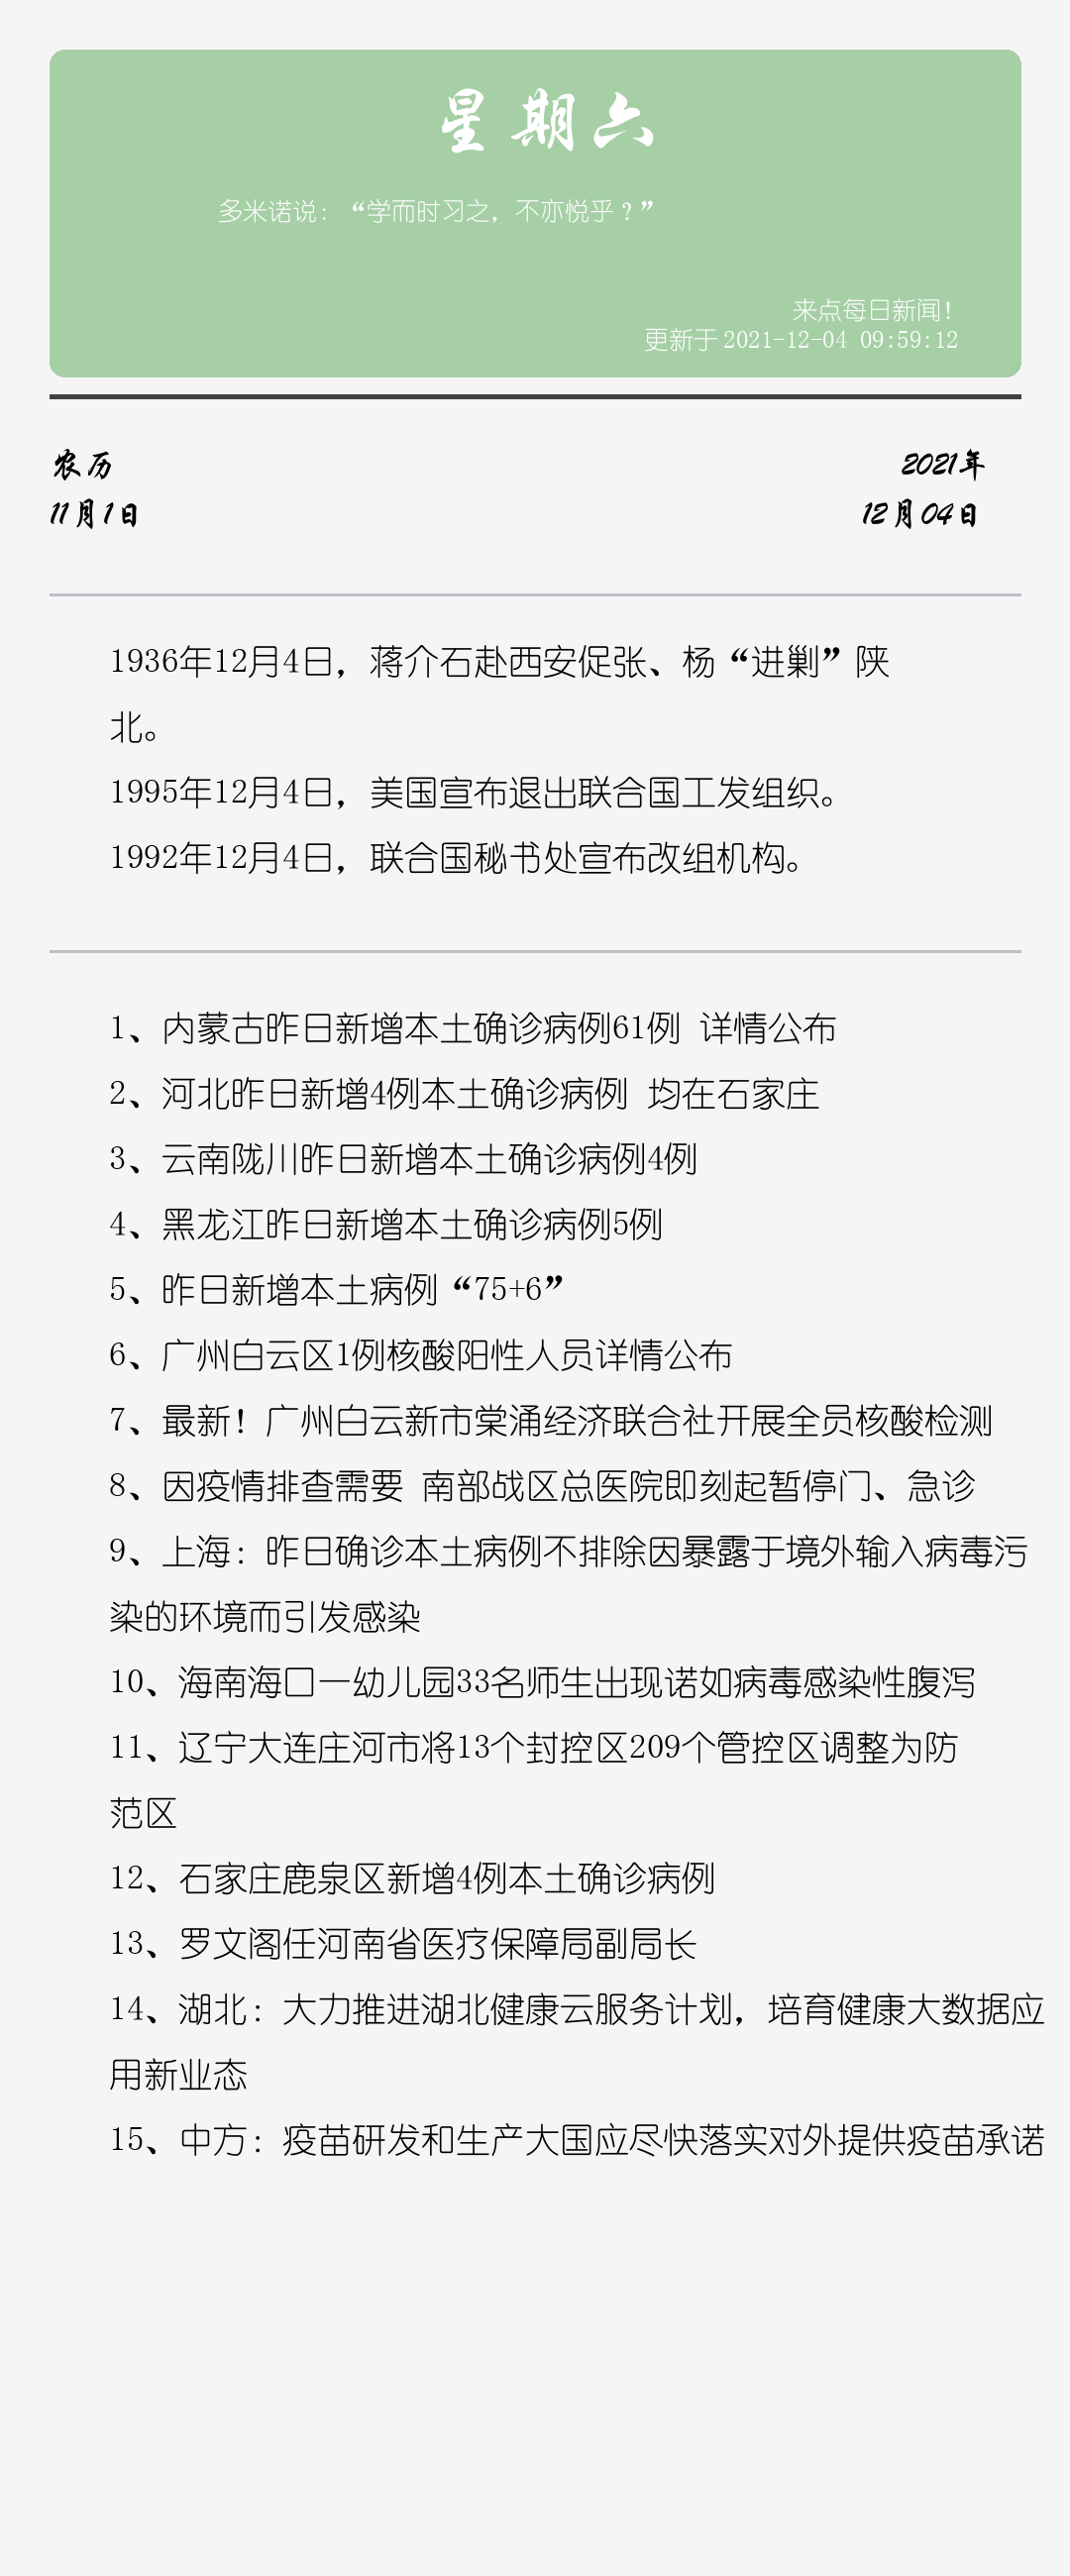 星期六
多米诺说：“学而时习之，不亦悦乎？”
来点每日新闻！
更新于 2021-12-04 09:59:12
农历
2021年
11月1日
12月04日
1936年12月4日，蒋介石赴西安促张、杨“进剿”陕
北。
1995年12月4日，美国宣布退出联合国工发组织。
1992年12月4日，联合国秘书处宣布改组机构。
1、内蒙古昨日新增本土确诊病例61例 详情公布
2、河北昨日新增4例本土确诊病例 均在石家庄
3、云南陇川昨日新增本土确诊病例4例
4、黑龙江昨日新增本土确诊病例5例
5、昨日新增本土病例“75+6”
6、广州白云区1例核酸阳性人员详情公布
7、最新！广州白云新市棠涌经济联合社开展全员核酸检测
8、因疫情排查需要 南部战区总医院即刻起暂停门、急诊
9、上海：昨日确诊本土病例不排除因暴露于境外输入病毒污
染的环境而引发感染
10、海南海口一幼儿园33名师生出现诺如病毒感染性腹泻
11、辽宁大连庄河市将13个封控区209个管控区调整为防
范区
12、石家庄鹿泉区新增4例本土确诊病例
13、罗文阁任河南省医疗保障局副局长
14、湖北：大力推进湖北健康云服务计划，培育健康大数据应
用新业态
15、中方：疫苗研发和生产大国应尽快落实对外提供疫苗承诺